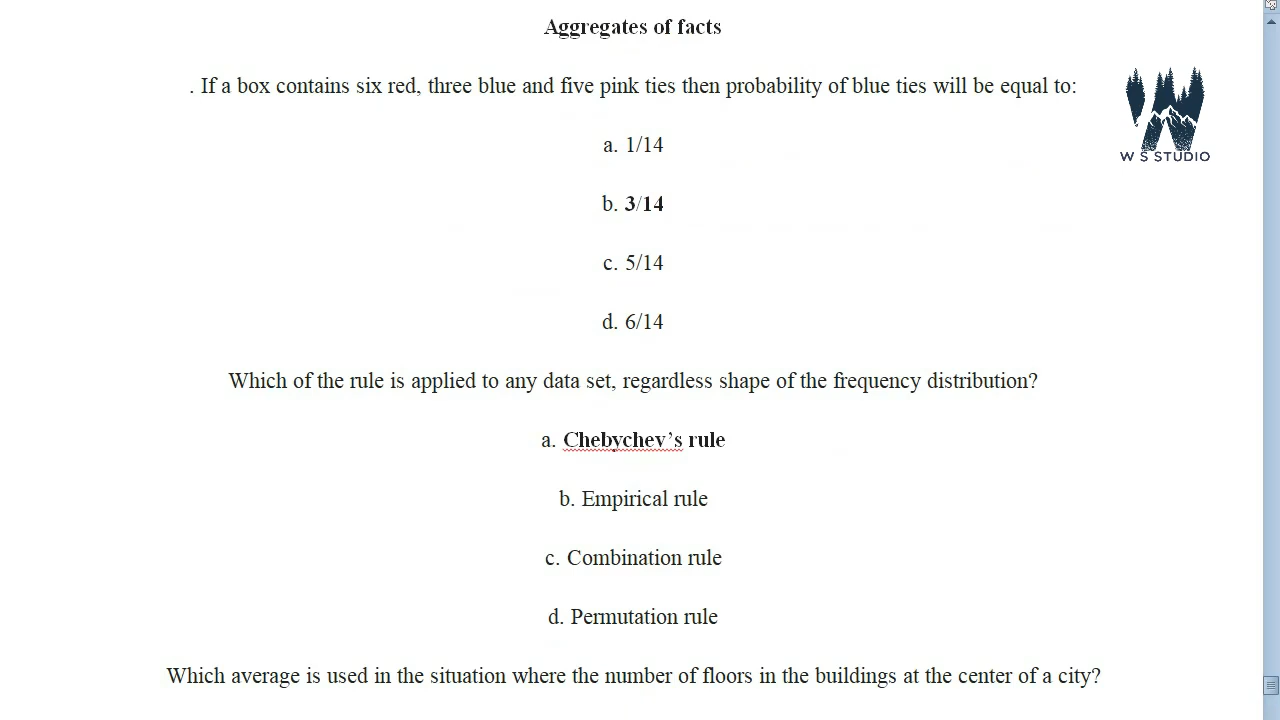 Aggregates of facts
. If a box contains six red, three blue and five pink ties then probability of blue ties will be equal to:
W S STUDIO
a. 1/14
b. 3/14
c. 5/14
d. 6/14
Which of the rule is applied to any data set, regardless shape of the frequency distribution?
a. Chebychev’s rule
b. Empirical rule
c. Combination rule
d. Permutation rule
Which average is used in the situation where the number of floors in the buildings at the center of a city?